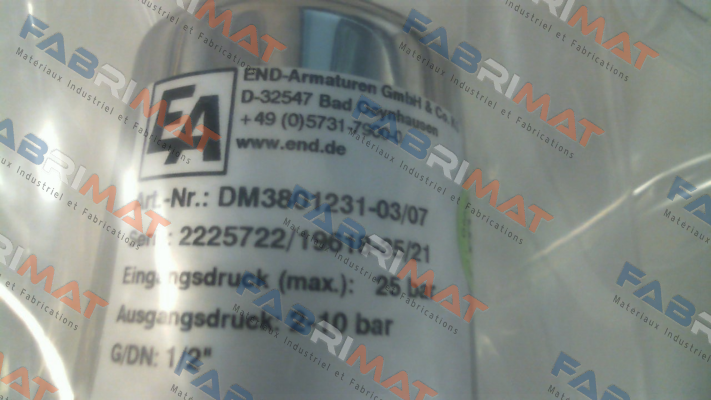 EA
END-Armaturen GmbH & Co.
D-32547 Bad Oeynhausen
+49 (0)5731-7900-0
www.end.de
Art.-Nr.: DM3801231-03/07
2225722/
Eingangsdruck (max.): 25 bar
Ausgangsdruck: 2-10 bar
G/DN: 1/2"
FABRIMAT
Materiaux Industriel et Fabrications